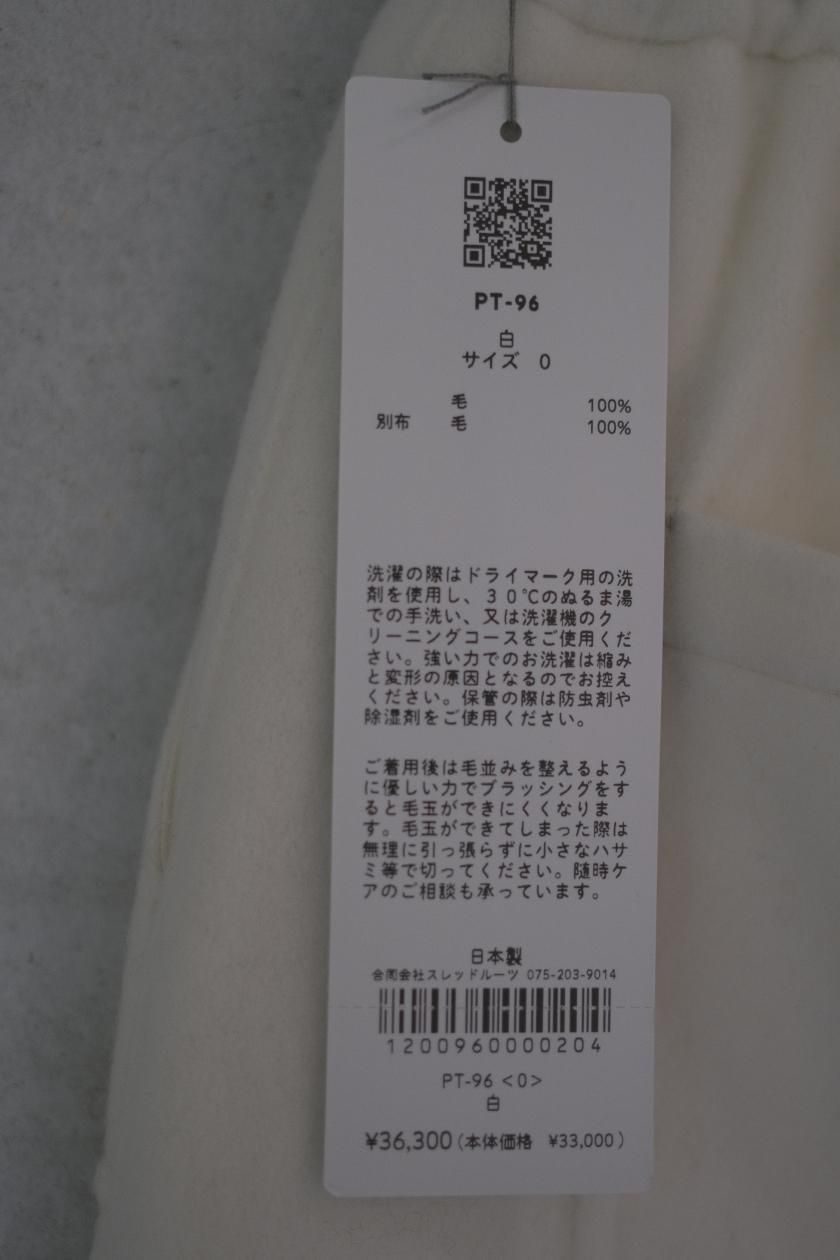 PT-96
白
サイズ 0
毛 100%
別布 毛 100%
洗濯の際はドライマーク用の洗
剤を使用し、30℃のぬるま湯
での手洗い、又は洗濯機のク
リーニングコースをご使用くだ
さい。強い力でのお洗濯は縮み
と変形の原因となるのでお控え
ください。保管の際は防虫剤や
除湿剤をご使用ください。
ご着用後は毛並みを整えるよう
に優しい力でブラッシングをす
ると毛玉ができにくくなりま
す。毛玉ができてしまった際は
無理に引っ張らずに小さなハサ
ミ等で切ってください。随時ケ
アのご相談も承っています。
日本製
合同会社スレッドルーツ 075-203-9014
1200960000204
PT-96 <0>
白
¥36,300(本体価格 ¥33,000)